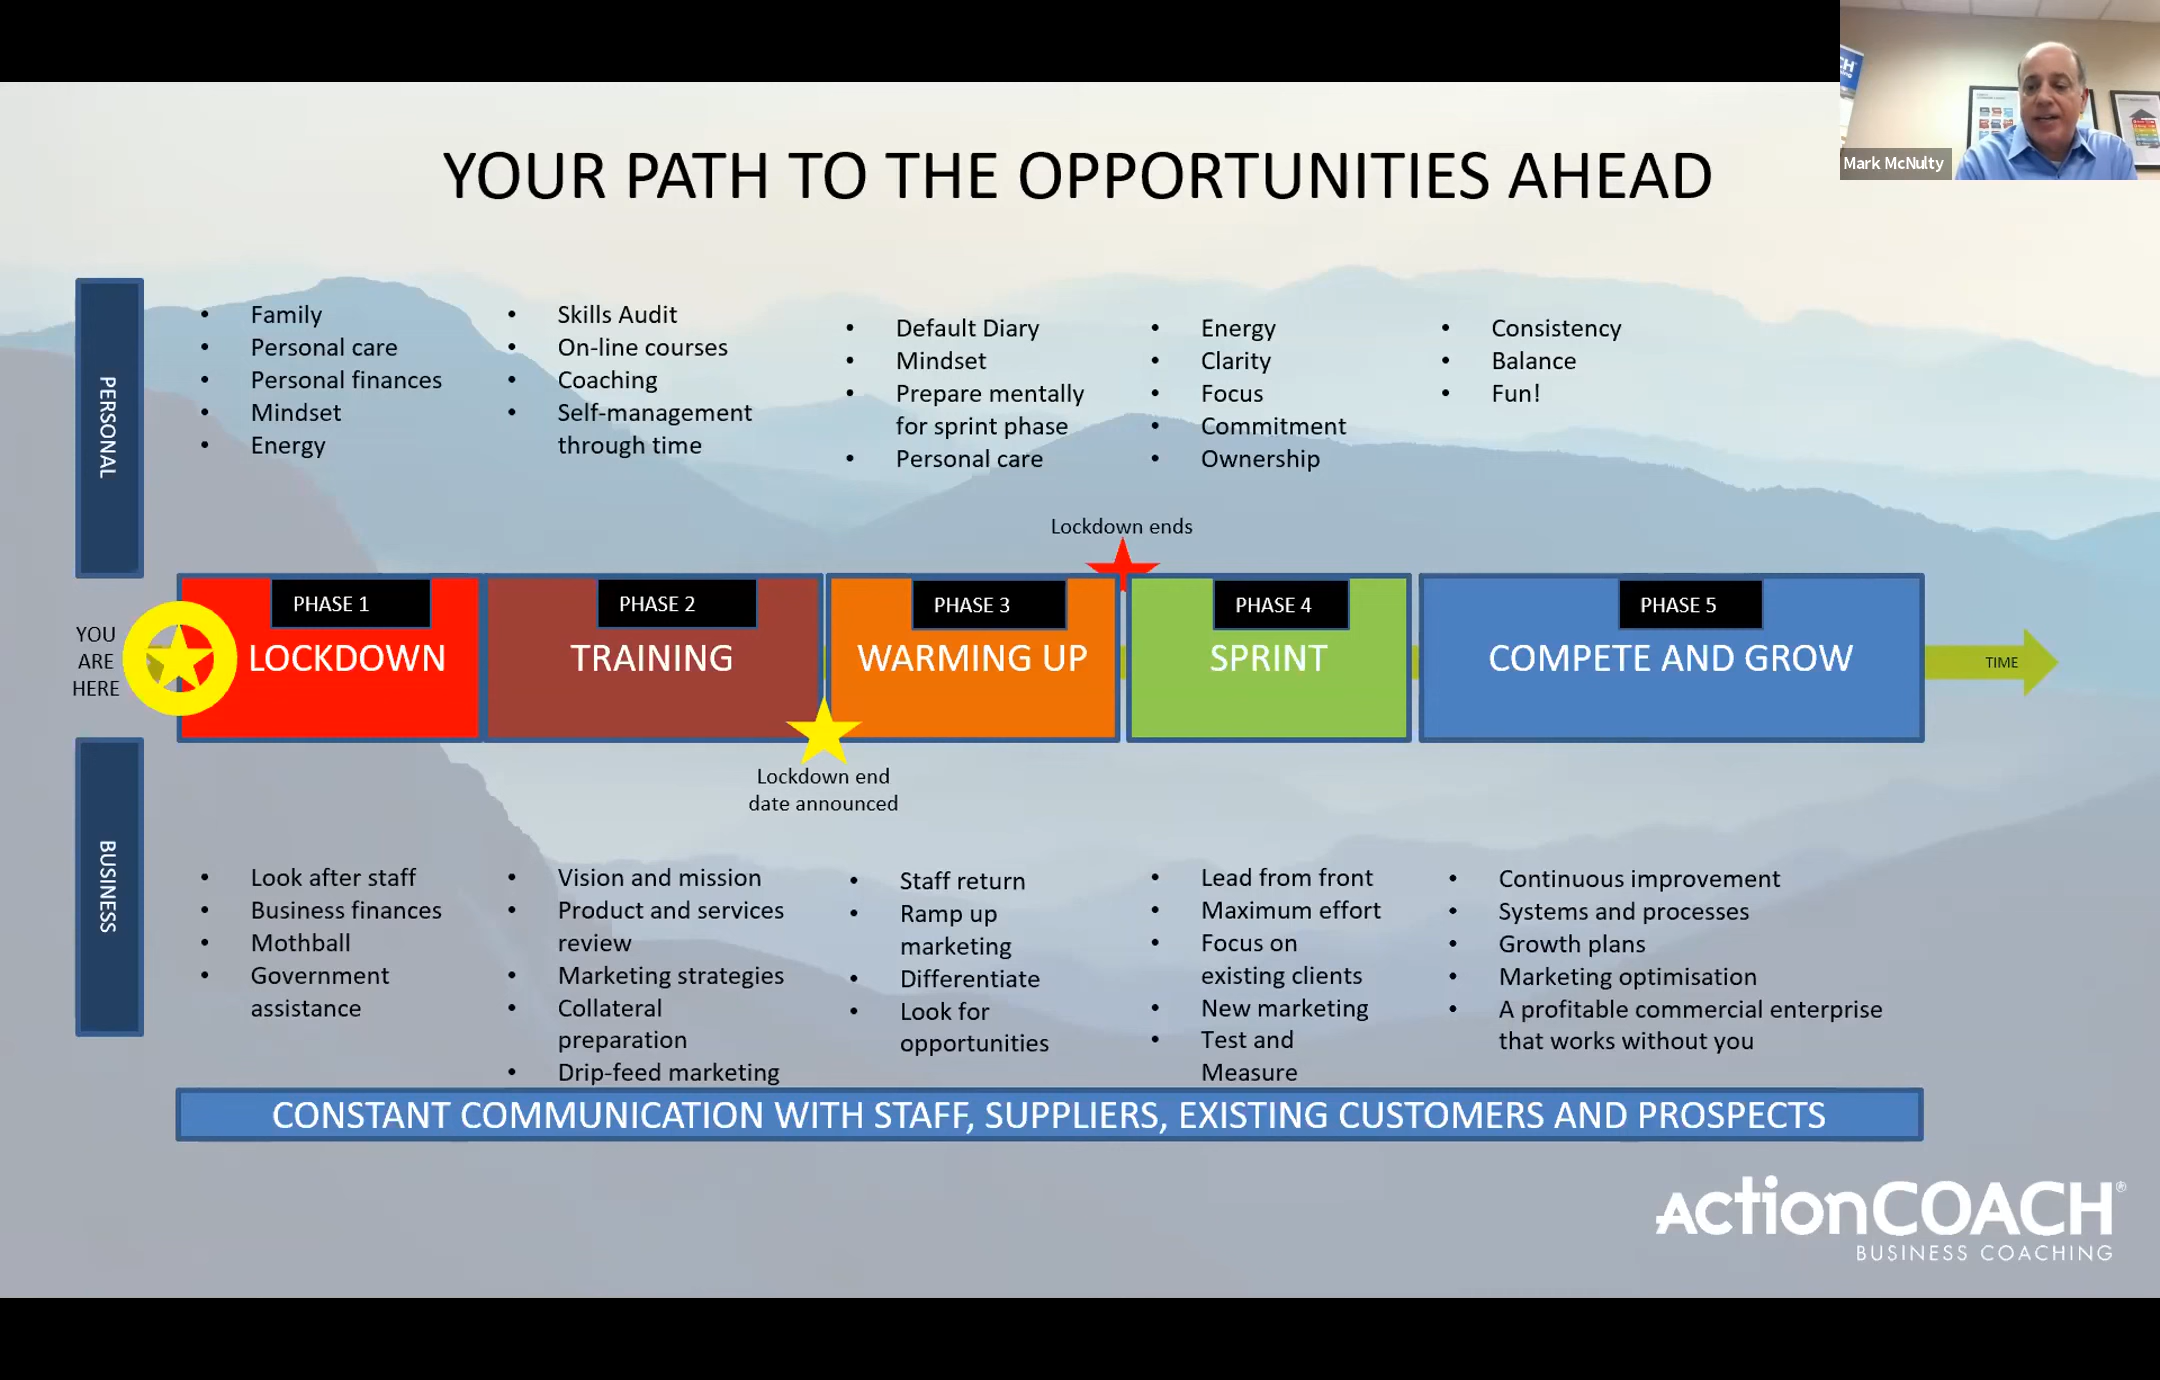 CH
Mark McNulty
YOUR PATH TO THE OPPORTUNITIES AHEAD
PERSONAL
• Family
• Personal care
• Personal finances
• Mindset
• Energy
• Skills Audit
• On-line courses
• Coaching
• Self-management
through time
• Default Diary
• Mindset
• Prepare mentally
for sprint phase
• Personal care
• Energy
• Clarity
• Focus
• Commitment
• Ownership
• Consistency
• Balance
• Fun!
Lockdown ends
YOU
ARE
HERE
PHASE 1
LOCKDOWN
PHASE 2
TRAINING
PHASE 3
WARMING UP
PHASE 4
SPRINT
PHASE 5
COMPETE AND GROW
TIME
Lockdown end
date announced
BUSINESS
• Look after staff
• Business finances
• Mothball
• Government
assistance
• Vision and mission
• Product and services
review
• Marketing strategies
• Collateral
preparation
• Drip-feed marketing
• Staff return
• Ramp up
marketing
• Differentiate
• Look for
opportunities
• Lead from front
• Maximum effort
• Focus on
existing clients
• New marketing
• Test and
Measure
• Continuous improvement
• Systems and processes
• Growth plans
• Marketing optimisation
• A profitable commercial enterprise
that works without you
CONSTANT COMMUNICATION WITH STAFF, SUPPLIERS, EXISTING CUSTOMERS AND PROSPECTS
ActionCOACH®
BUSINESS COACHING